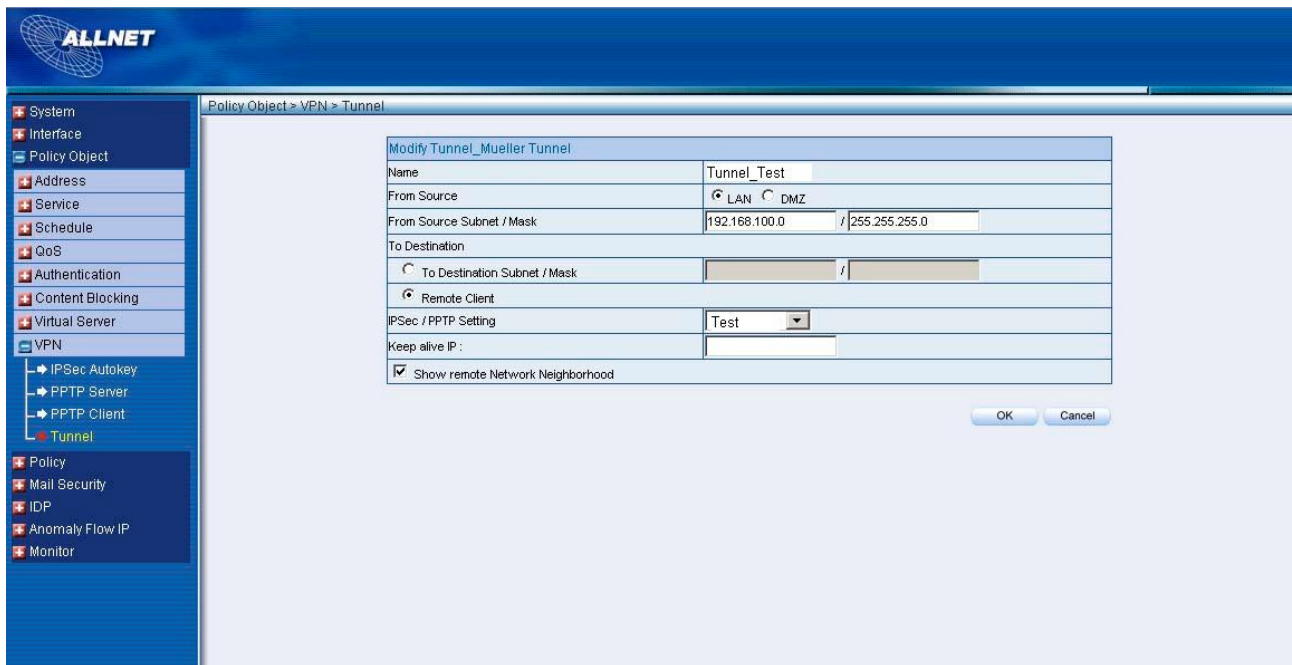 ALLNET
System
Interface
Policy Object
Address
Service
Schedule
QoS
Authentication
Content Blocking
Virtual Server
VPN
IPSec Autokey
PPTP Server
PPTP Client
Tunnel
Policy
Mail Security
IDP
Anomaly Flow IP
Monitor
Policy Object > VPN > Tunnel
Modify Tunnel_Mueller Tunnel
Name Tunnel_Test
From Source LAN DMZ
From Source Subnet / Mask 192.168.100.0 / 255.255.255.0
To Destination
To Destination Subnet / Mask /
Remote Client
IPSec / PPTP Setting Test
Keep alive IP :
Show remote Network Neighborhood
OK Cancel